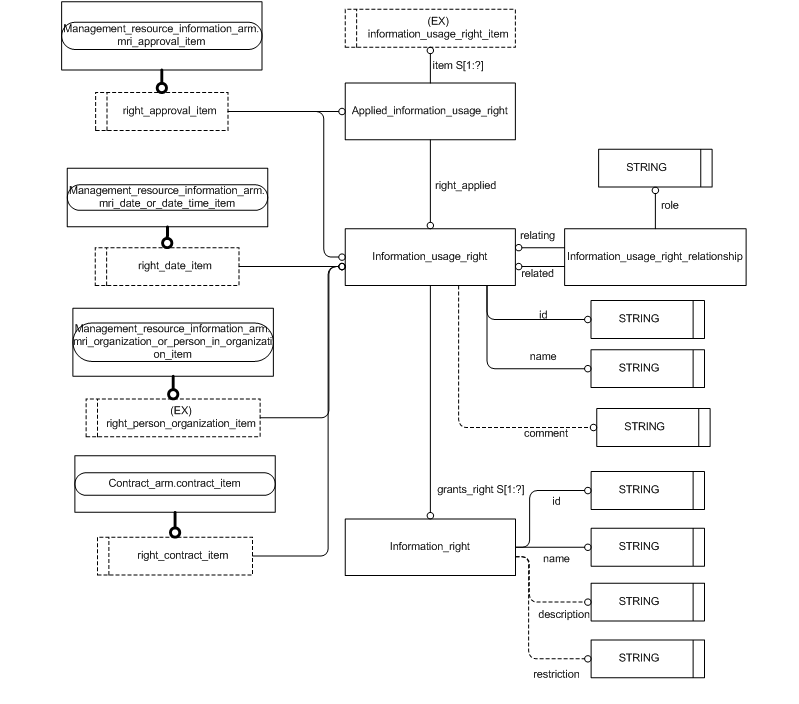 Management_resource_information_arm.
mri_approval_item
(EX)
information_usage_right_item
item S[1:?]
right_approval_item
Applied_information_usage_right
right_applied
STRING
role
Management_resource_information_arm.
mri_date_or_date_time_item
right_date_item
Information_usage_right
relating
related
Information_usage_right_relationship
id
STRING
name
STRING
comment
STRING
Management_resource_information_arm.
mri_organization_or_person_in_organizati
on_item
(EX)
right_person_organization_item
Contract_arm.contract_item
right_contract_item
grants_right S[1:?]
Information_right
id
STRING
name
STRING
description
STRING
restriction
STRING